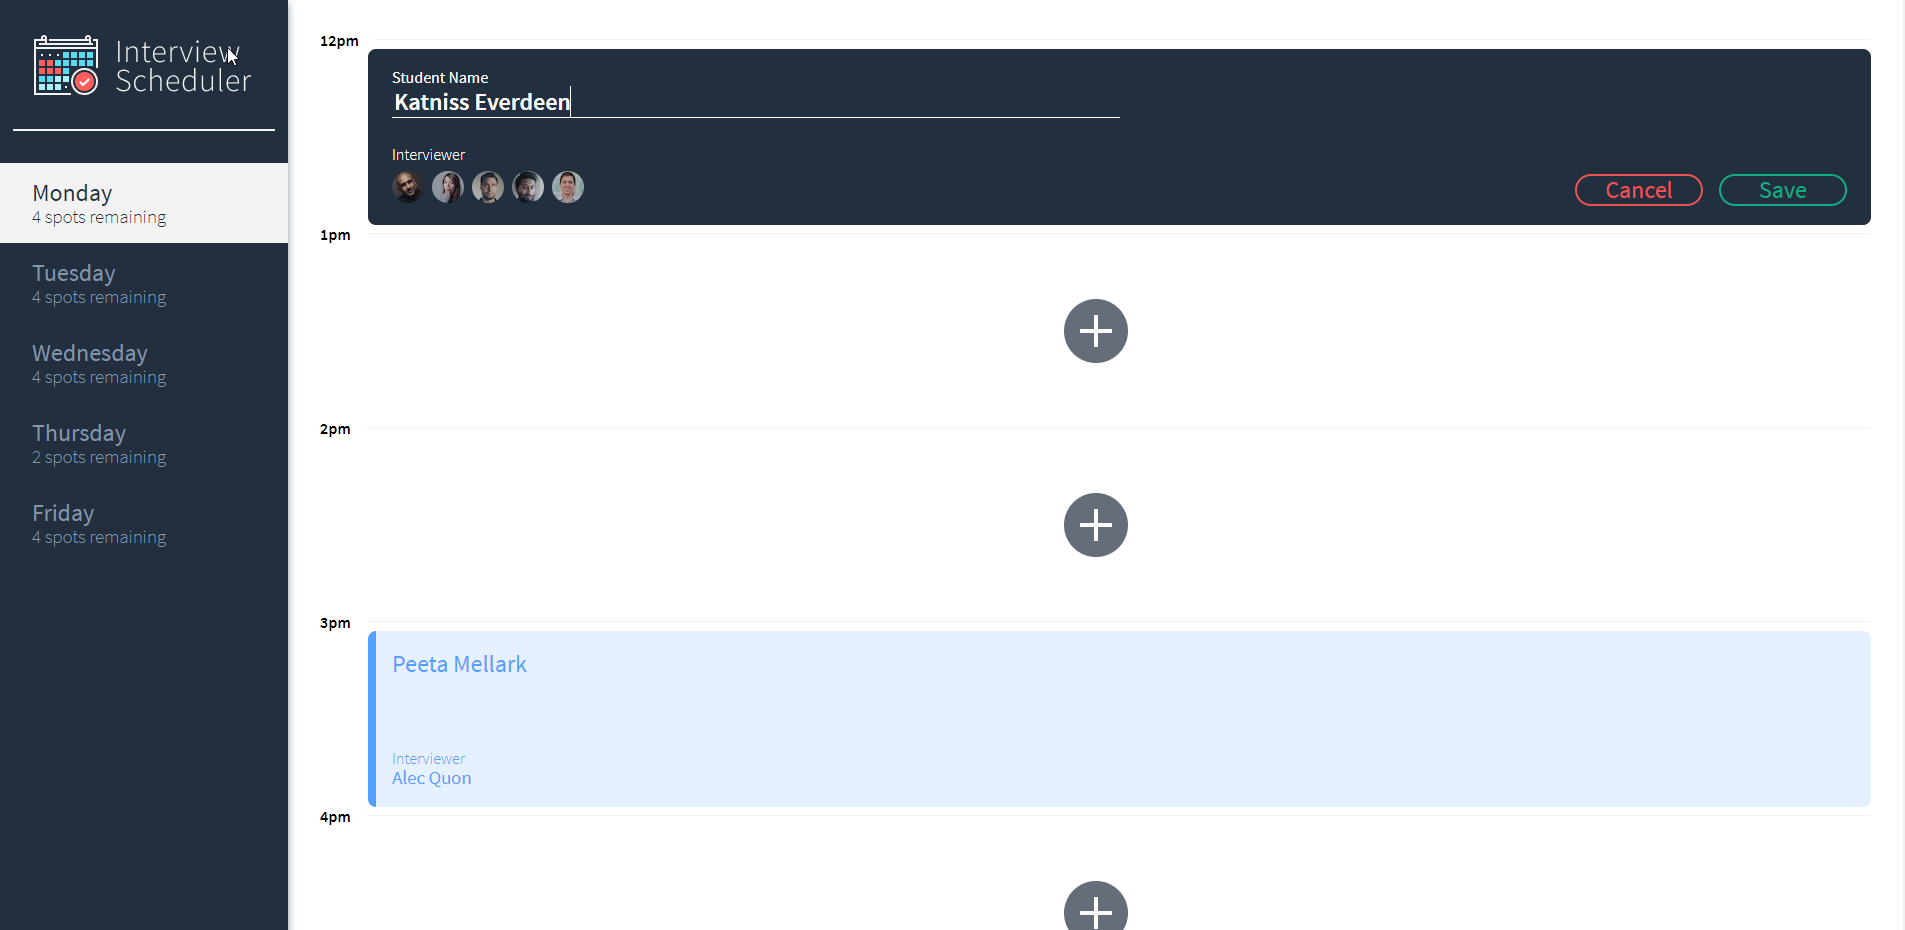 Interview
Scheduler
Monday
4 spots remaining
Tuesday
4 spots remaining
Wednesday
4 spots remaining
Thursday
2 spots remaining
Friday
4 spots remaining
12pm
Student Name
Katniss Everdeen
Interviewer
Cancel
Save
1pm
2pm
3pm
Peeta Mellark
Interviewer
Alec Quon
4pm